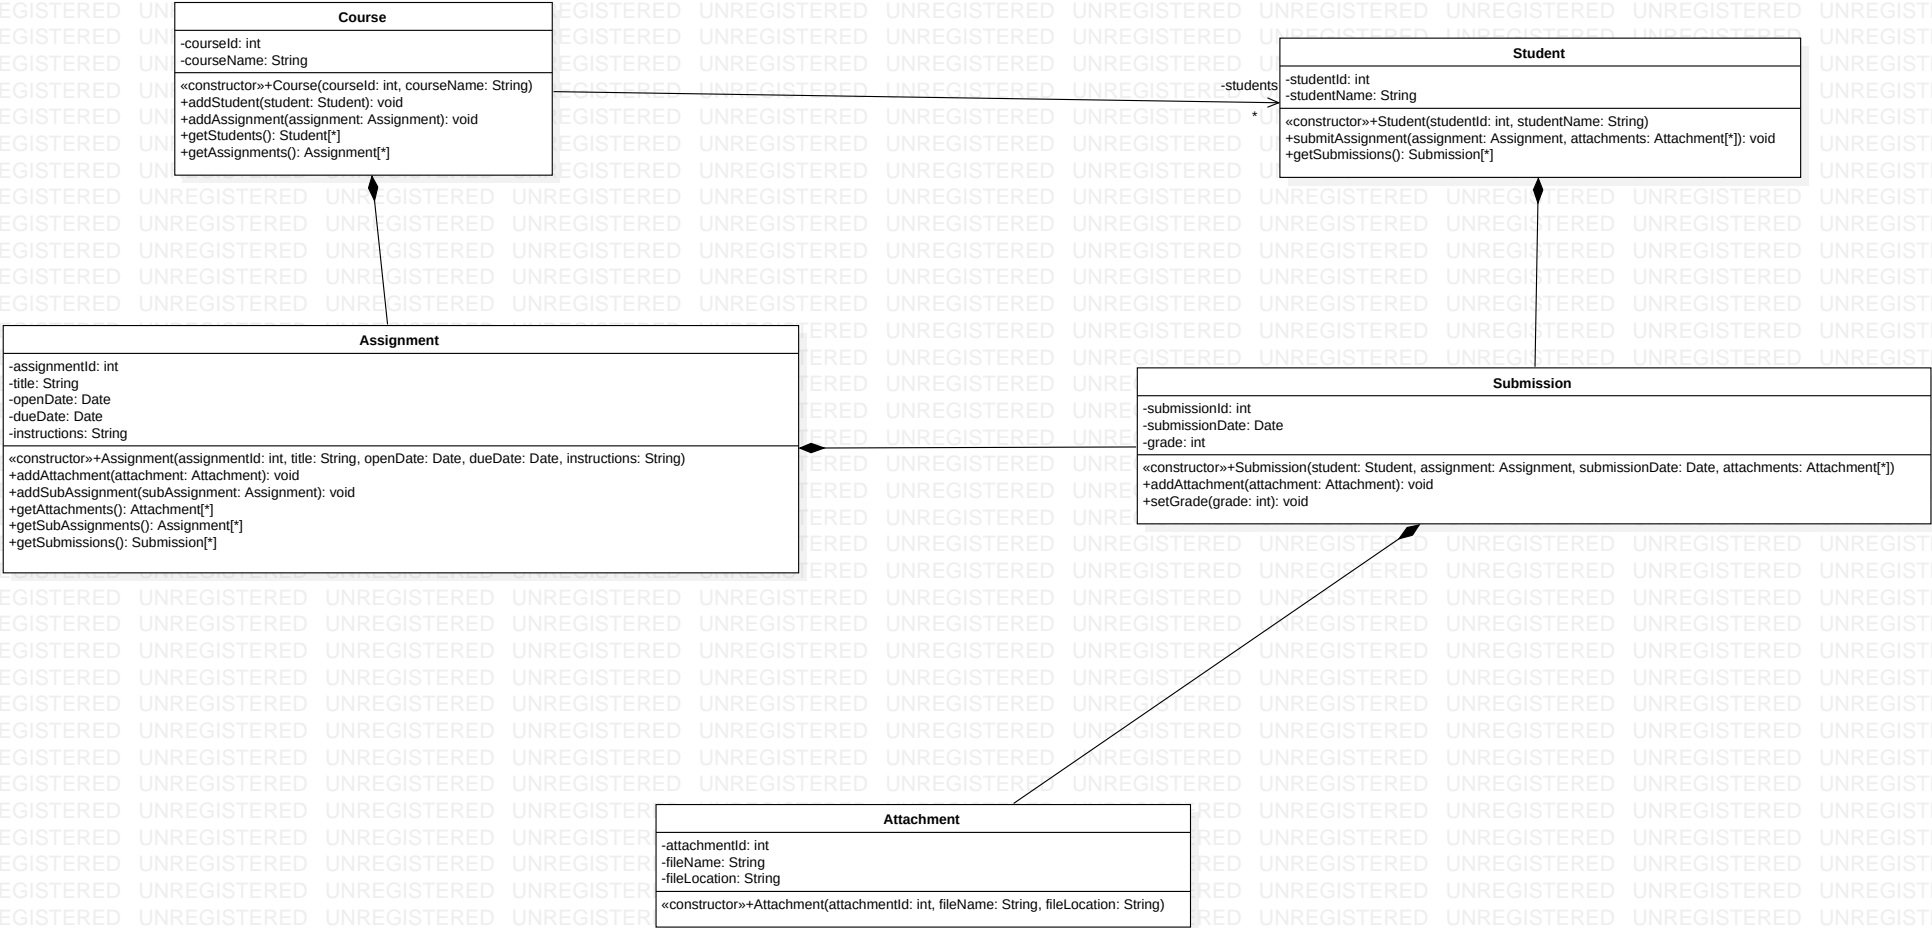 Course
-courseId: int
-courseName: String
«constructor»+Course(courseId: int, courseName: String)
+addStudent(student: Student): void
+addAssignment(assignment: Assignment): void
+getStudents(): Student[*]
+getAssignments(): Assignment[*]
-students
*
Student
-studentId: int
-studentName: String
«constructor»+Student(studentId: int, studentName: String)
+submitAssignment(assignment: Assignment, attachments: Attachment[*]): void
+getSubmissions(): Submission[*]
Assignment
-assignmentId: int
-title: String
-openDate: Date
-dueDate: Date
-instructions: String
«constructor»+Assignment(assignmentId: int, title: String, openDate: Date, dueDate: Date, instructions: String)
+addAttachment(attachment: Attachment): void
+addSubAssignment(subAssignment: Assignment): void
+getAttachments(): Attachment[*]
+getSubAssignments(): Assignment[*]
+getSubmissions(): Submission[*]
Submission
-submissionId: int
-submissionDate: Date
-grade: int
«constructor»+Submission(student: Student, assignment: Assignment, submissionDate: Date, attachments: Attachment[*])
+addAttachment(attachment: Attachment): void
+setGrade(grade: int): void
Attachment
-attachmentId: int
-fileName: String
-fileLocation: String
«constructor»+Attachment(attachmentId: int, fileName: String, fileLocation: String)
UNREGISTERED